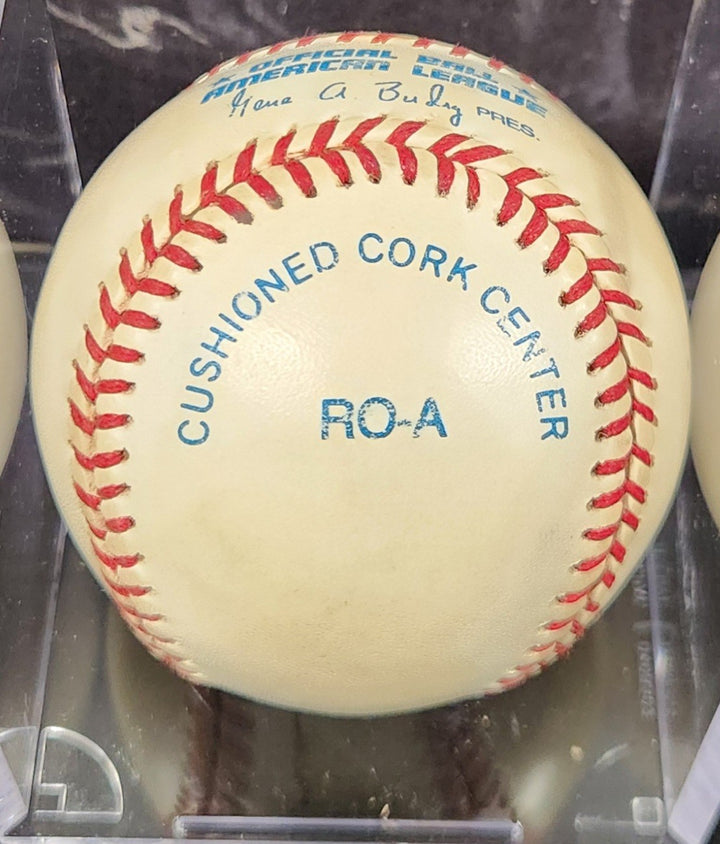 ★ OFFICIAL BALL ★
AMERICAN LEAGUE
Gene A. Budig PRES.
CUSHIONED CORK CENTER
RO-A